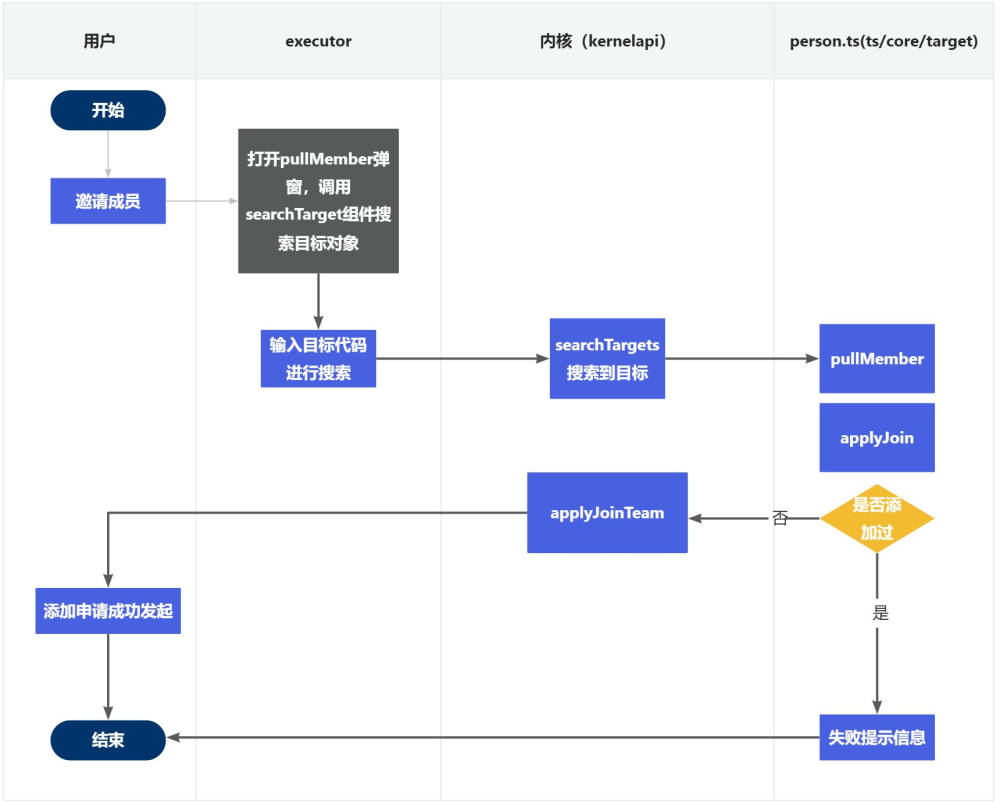 用户
executor
内核（kernelapi）
person.ts(ts/core/target)
开始
邀请成员
打开pullMember弹
窗，调用
searchTarget组件搜
索目标对象
输入目标代码
进行搜索
searchTargets
搜索到目标
pullMember
applyJoin
是否添
加过
否
applyJoinTeam
是
添加申请成功发起
失败提示信息
结束